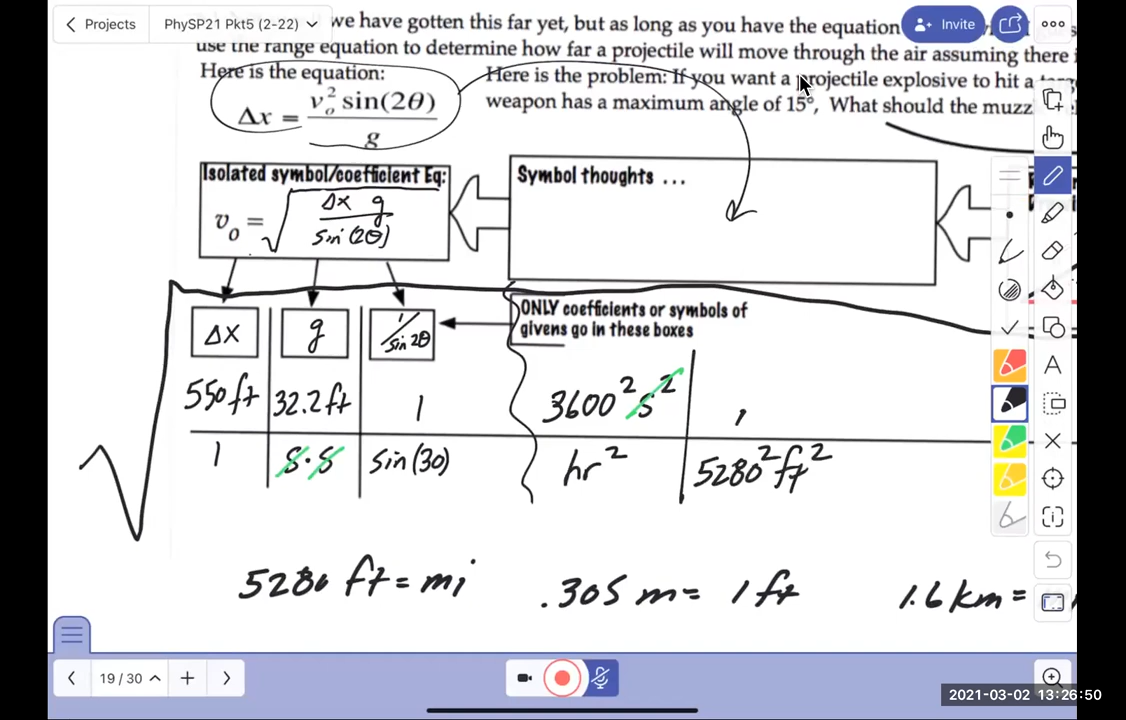 Projects
PhySP21 Pkt5 (2-22)
we have gotten this far yet, but as long as you have the equation
Invite
use the range equation to determine how far a projectile will move through the air assuming there
Here is the equation:
Here is the problem: If you want a projectile explosive to hit a
Δx = v_o² sin(2θ) / g
weapon has a maximum angle of 15°, What should the
Isolated symbol/coefficient Eq:
Symbol thoughts ...
v_o = √(Δx g / sin(2θ))
ONLY coefficients or symbols of
givens go in these boxes
Δx | g | 1/sin 2θ
550 ft | 32.2 ft | 1 | 3600² s² | 1
1 | s·s | sin(30) | hr² | 5280² ft²
5280 ft = mi .305 m = 1 ft 1.6 km =
19 / 30
2021-03-02 13:26:50